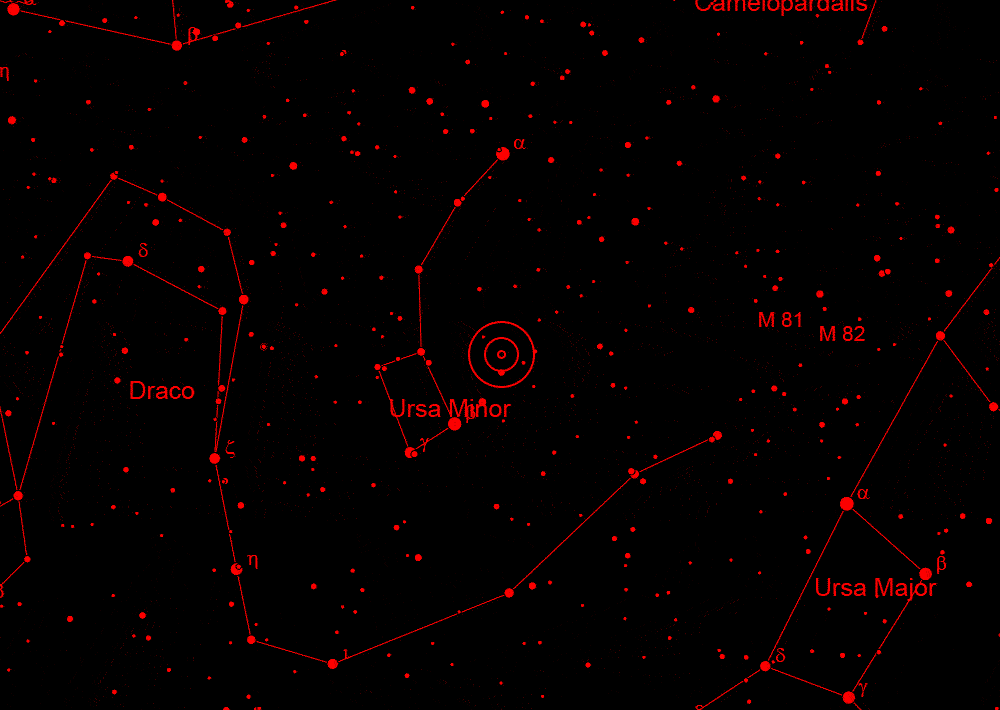 α
Camelopardalis
β
η
α
δ
M 81
M 82
Draco
Ursa Minor
β
γ
ζ
α
η
β
β
Ursa Major
ι
δ
γ
ε